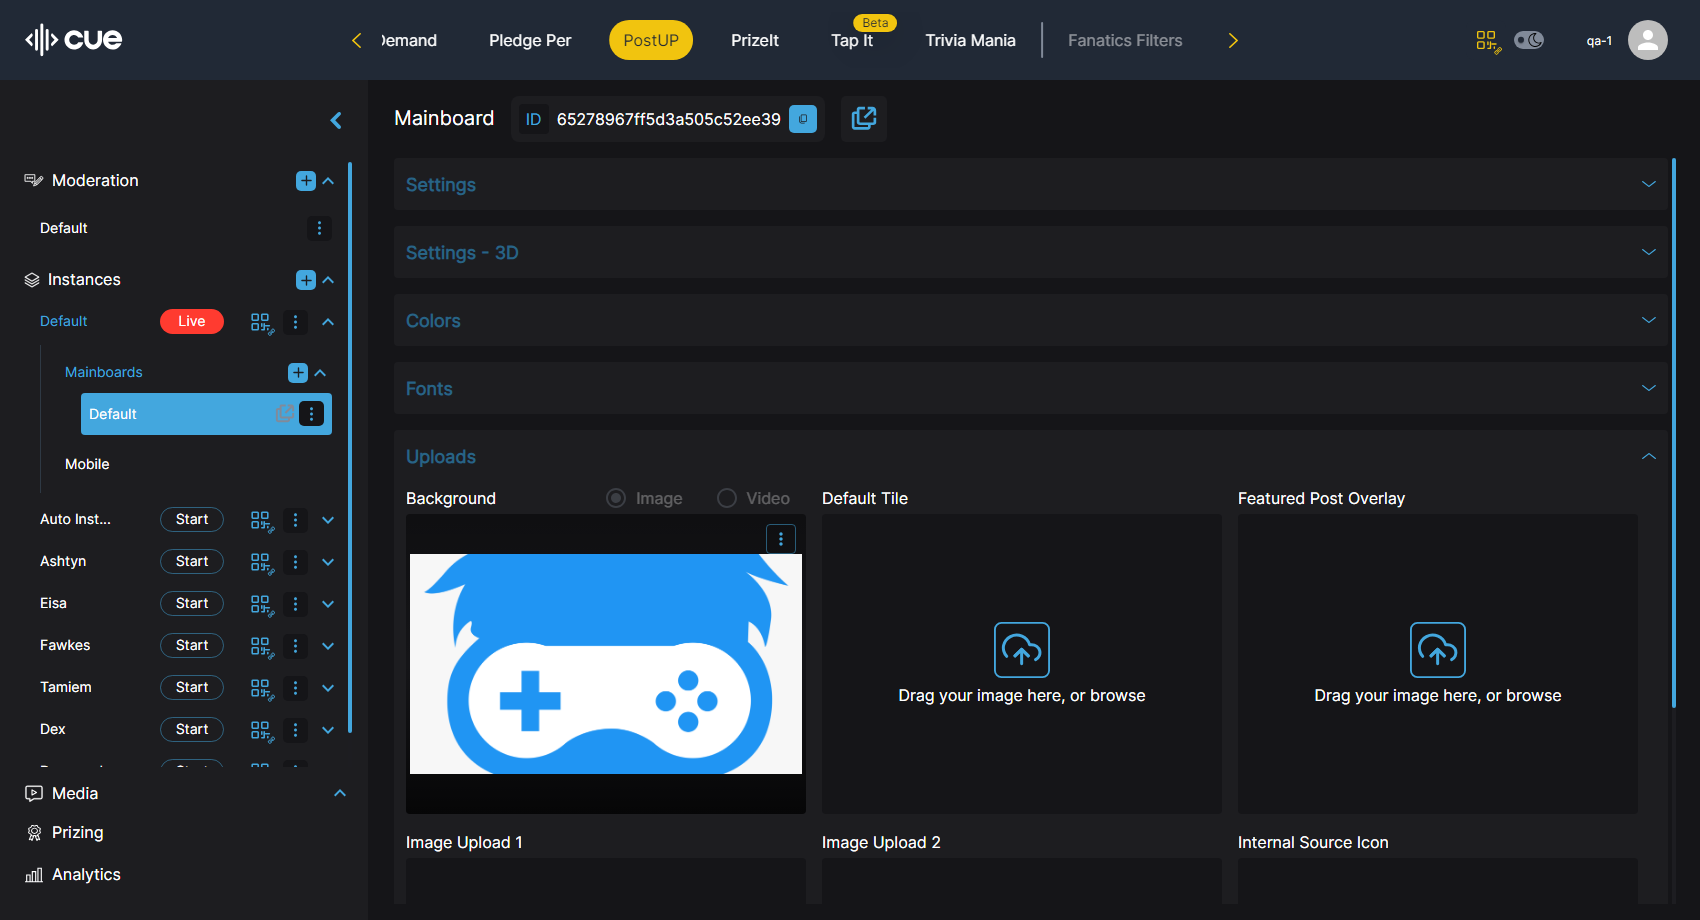 cue
Demand
Pledge Per
PostUP
PrizeIt
Beta
Tap It
Trivia Mania
Fanatics Filters
qa-1
Mainboard
ID
65278967ff5d3a505c52ee39
Moderation
Default
Instances
Default
Live
Mainboards
Default
Mobile
Auto Inst...
Start
Ashtyn
Start
Eisa
Start
Fawkes
Start
Tamiem
Start
Dex
Start
Media
Prizing
Analytics
Settings
Settings - 3D
Colors
Fonts
Uploads
Background
Image
Video
Default Tile
Featured Post Overlay
Drag your image here, or browse
Drag your image here, or browse
Image Upload 1
Image Upload 2
Internal Source Icon